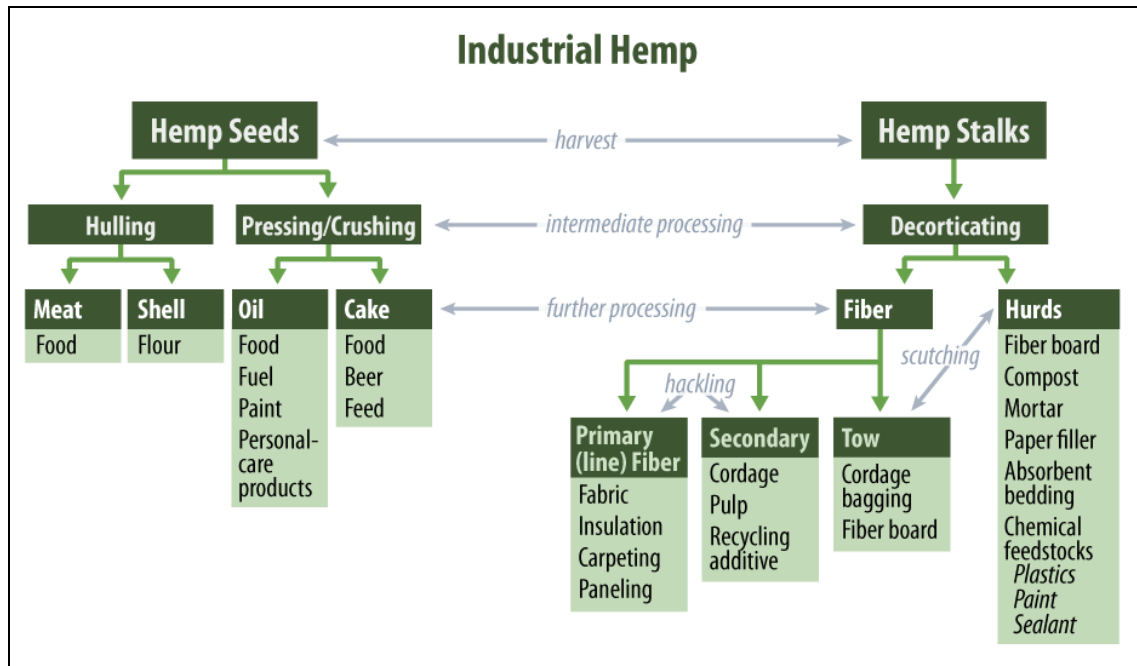 Industrial Hemp
Hemp Seeds
harvest
Hemp Stalks
Hulling
Pressing/Crushing
intermediate processing
Decorticating
Meat
Food
Shell
Flour
Oil
Food
Fuel
Paint
Personal-
care
products
Cake
Food
Beer
Feed
further processing
Fiber
Hurds
Fiber board
Compost
Mortar
Paper filler
Absorbent
bedding
Chemical
feedstocks
Plastics
Paint
Sealant
scutching
hackling
Primary
(line) Fiber
Fabric
Insulation
Carpeting
Paneling
Secondary
Cordage
Pulp
Recycling
additive
Tow
Cordage
bagging
Fiber board